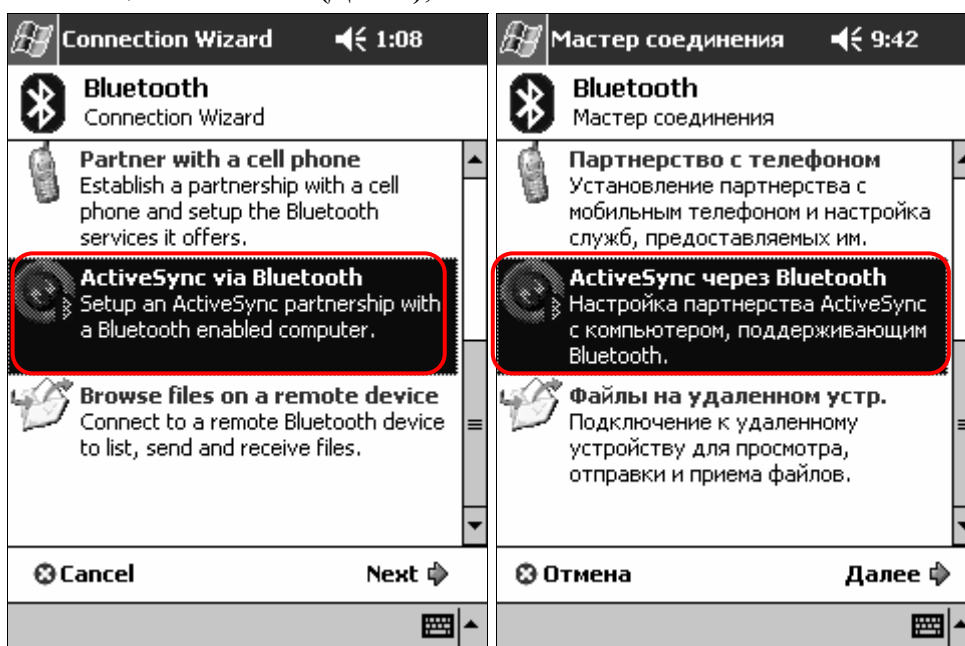 Connection Wizard 1:08
Bluetooth
Connection Wizard
Partner with a cell phone
Establish a partnership with a cell
phone and setup the Bluetooth
services it offers.
ActiveSync via Bluetooth
Setup an ActiveSync partnership with
a Bluetooth enabled computer.
Browse files on a remote device
Connect to a remote Bluetooth device
to list, send and receive files.
Cancel Next
Мастер соединения 9:42
Bluetooth
Мастер соединения
Партнерство с телефоном
Установление партнерства с
мобильным телефоном и настройка
служб, предоставляемых им.
ActiveSync через Bluetooth
Настройка партнерства ActiveSync
с компьютером, поддерживающим
Bluetooth.
Файлы на удаленном устр.
Подключение к удаленному
устройству для просмотра,
отправки и приема файлов.
Отмена Далее